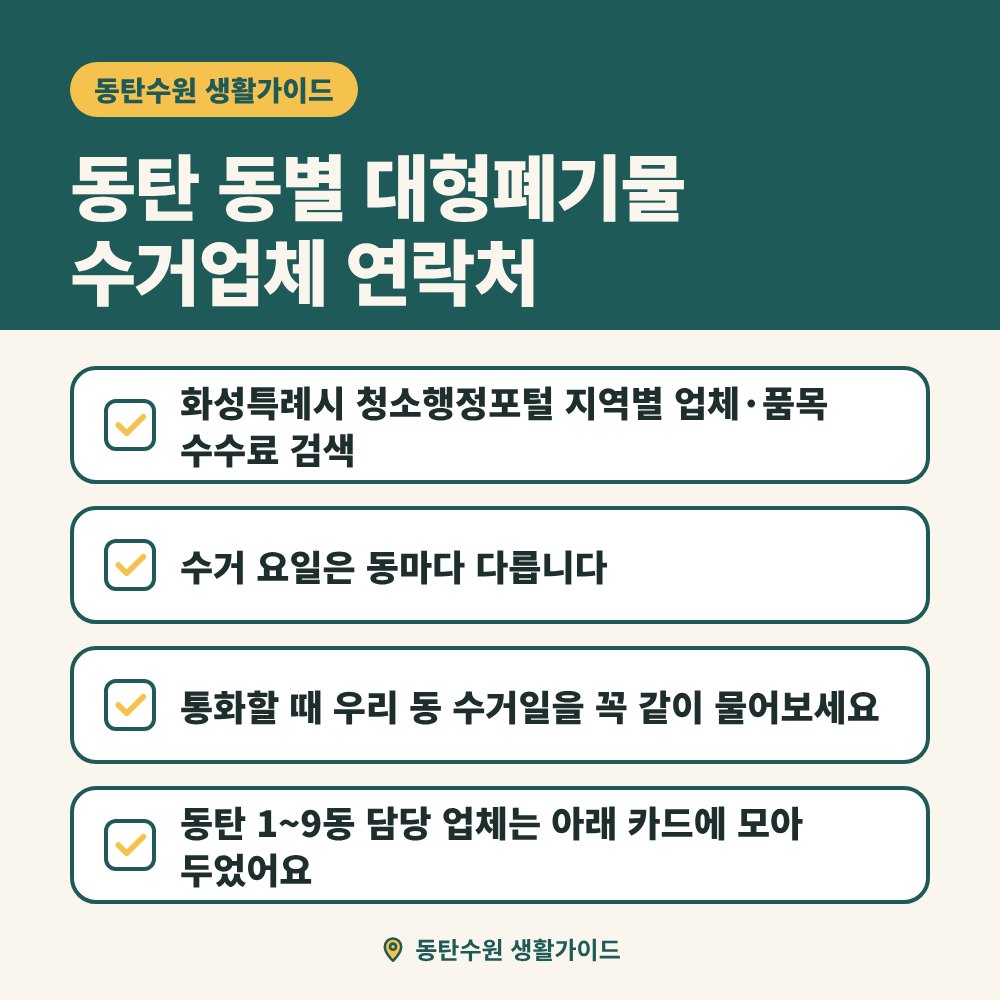 동탄수원 생활가이드
동탄 동별 대형폐기물
수거업체 연락처
화성특례시 청소행정포털 지역별 업체·품목
수수료 검색
수거 요일은 동마다 다릅니다
통화할 때 우리 동 수거일을 꼭 같이 물어보세요
동탄 1~9동 담당 업체는 아래 카드에 모아
두었어요
동탄수원 생활가이드